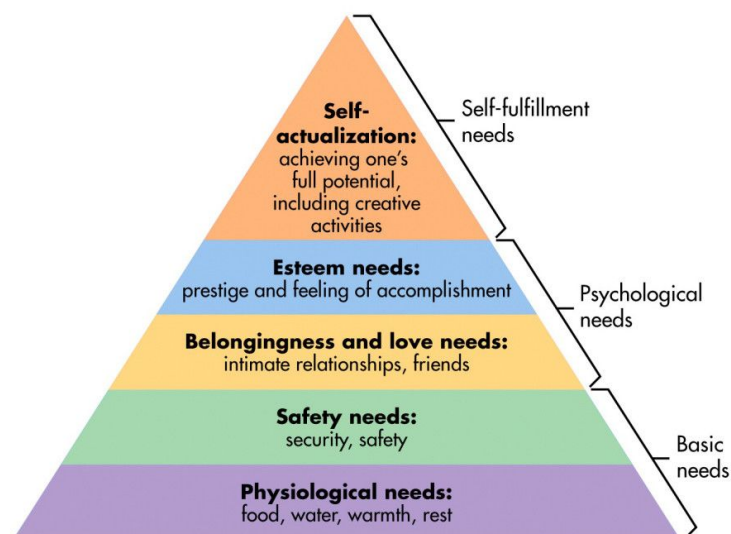 Self-
actualization:
achieving one's
full potential,
including creative
activities
Self-fulfillment
needs
Esteem needs:
prestige and feeling of accomplishment
Psychological
needs
Belongingness and love needs:
intimate relationships, friends
Safety needs:
security, safety
Basic
needs
Physiological needs:
food, water, warmth, rest